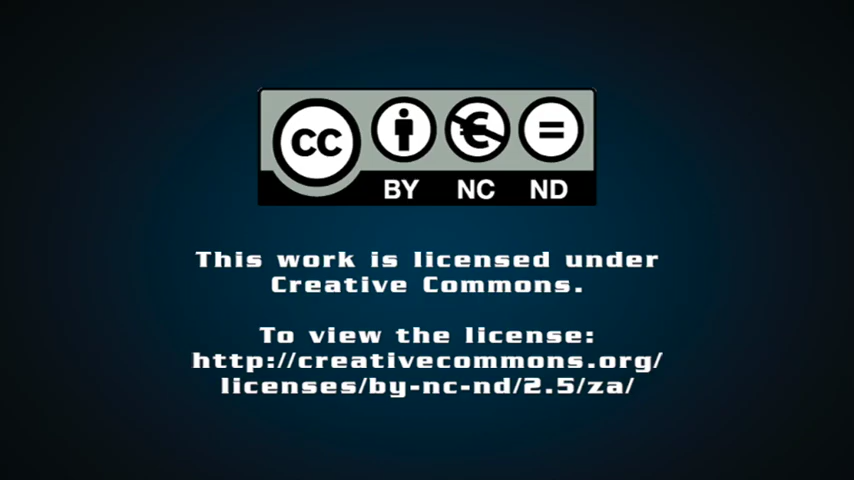 CC
BY NC ND
This work is licensed under
Creative Commons.
To view the license:
http://creativecommons.org/
licenses/by-nc-nd/2.5/za/